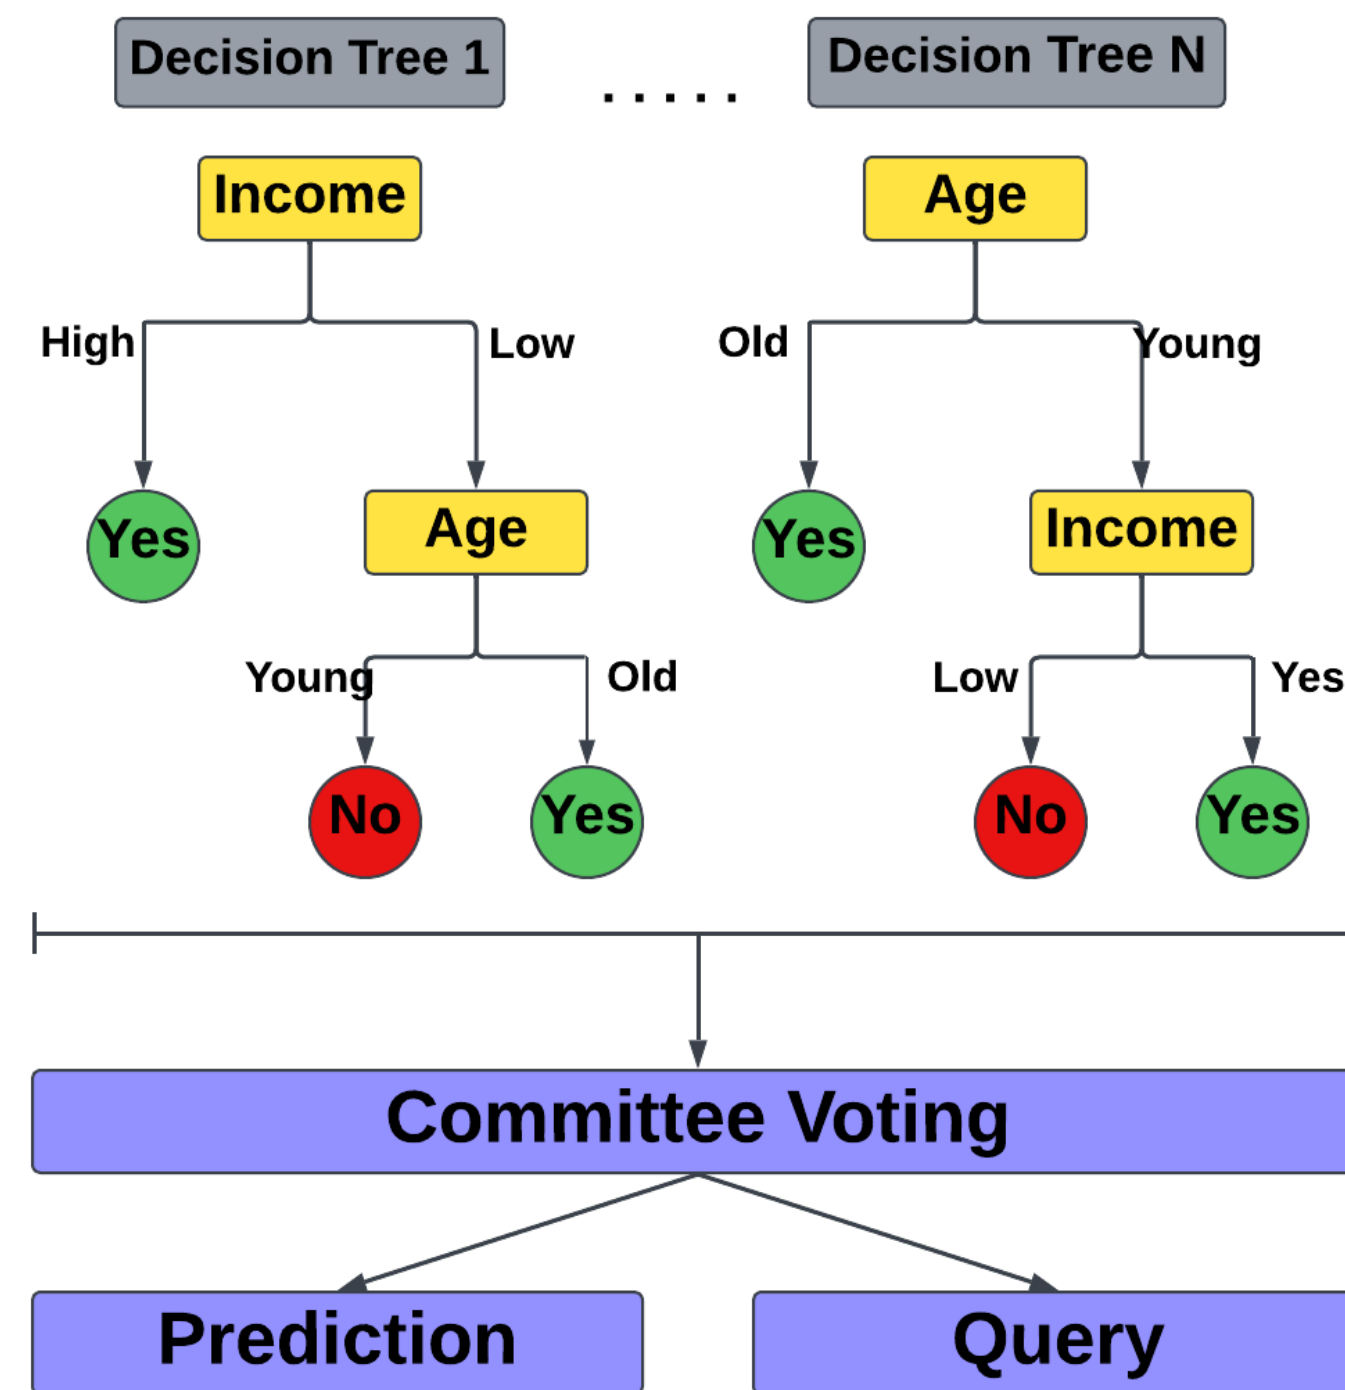 Decision Tree 1
. . . . .
Decision Tree N
Income
Age
High
Low
Old
Young
Yes
Age
Yes
Income
Young
Old
Low
Yes
No
Yes
No
Yes
Committee Voting
Prediction
Query